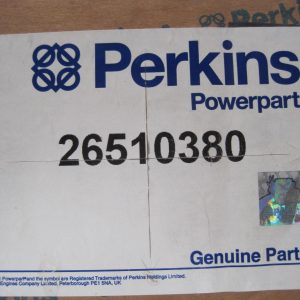 Perkins
Powerpart
26510380
Genuine Part
Powerpart and the symbol are Registered Trademarks of Perkins Holdings Limited.
Engines Company Limited, Peterborough PE1 5NA, UK